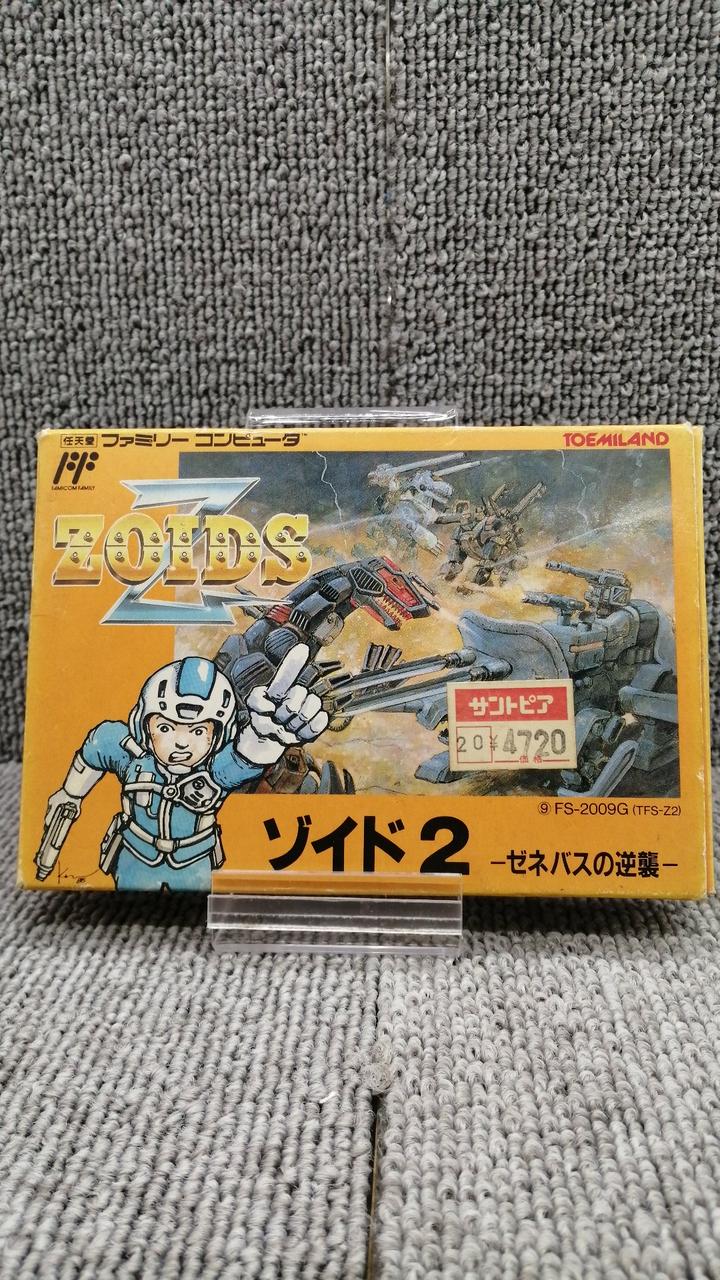 任天堂 ファミリー コンピュータ™
TOEMILAND
FAMICOM FAMILY
Z
ZOIDS
サントピア
20 ¥4720
価格
⑨ FS-2009G (TFS-Z2)
ゾイド2
−ゼネバスの逆襲−